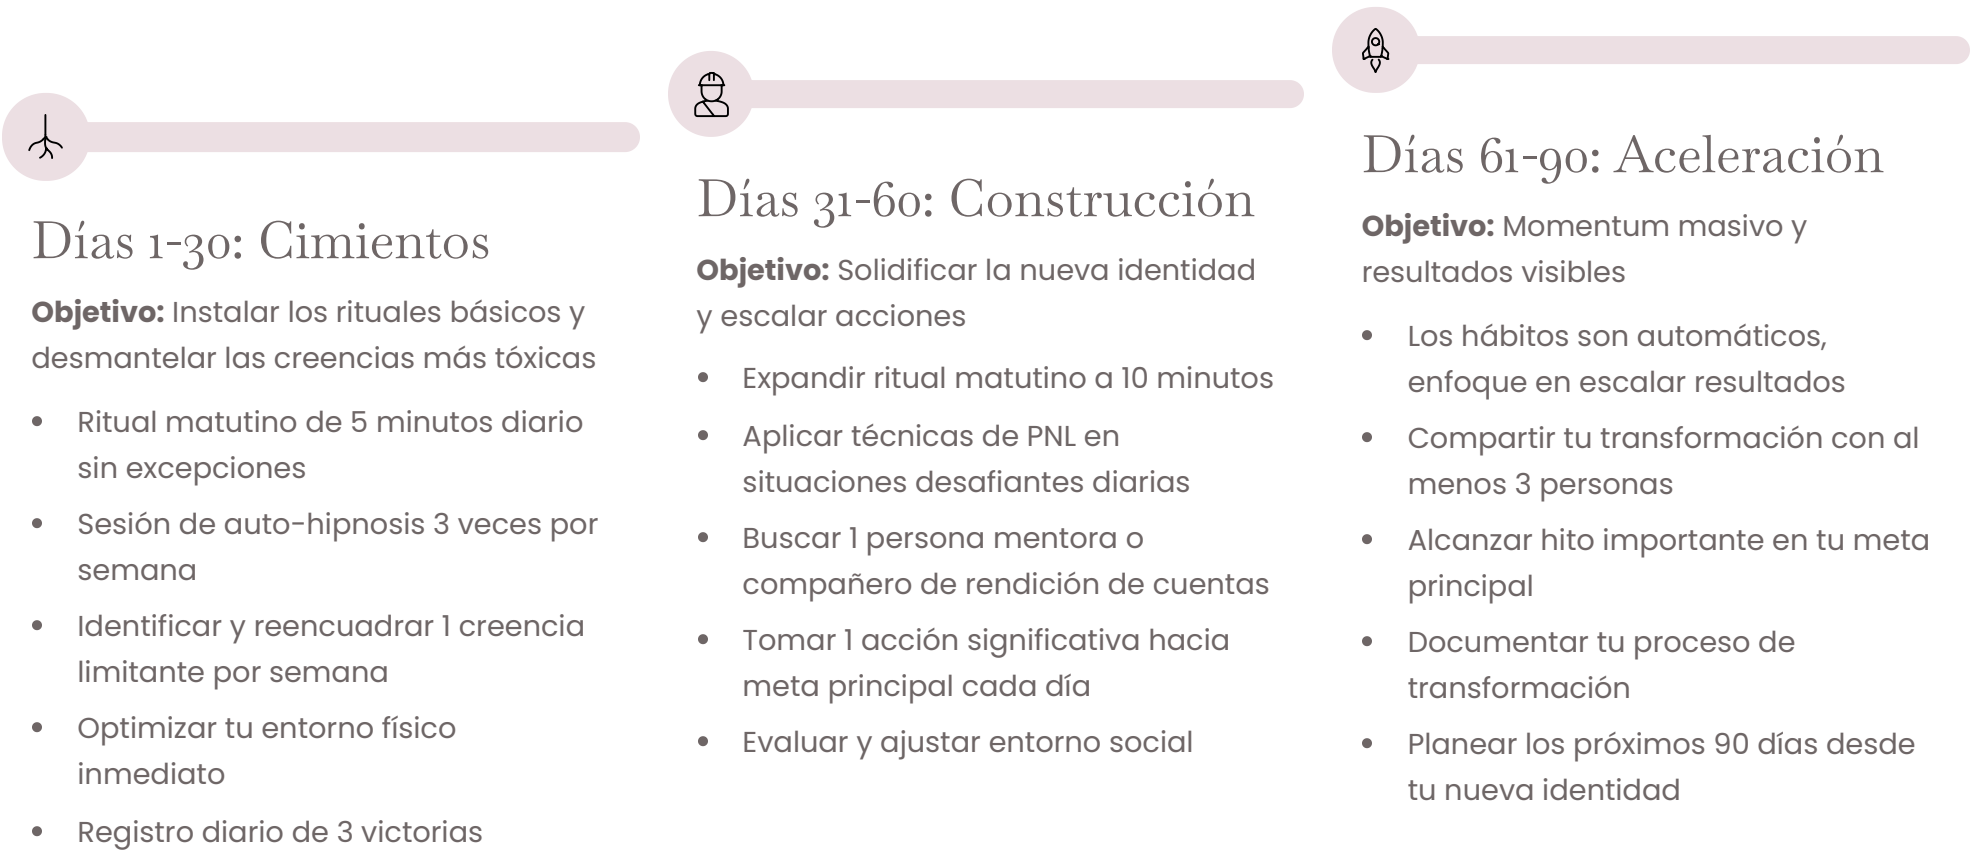 Días 1-30: Cimientos
Objetivo: Instalar los rituales básicos y
desmantelar las creencias más tóxicas
• Ritual matutino de 5 minutos diario
sin excepciones
• Sesión de auto-hipnosis 3 veces por
semana
• Identificar y reencuadrar 1 creencia
limitante por semana
• Optimizar tu entorno físico
inmediato
• Registro diario de 3 victorias
Días 31-60: Construcción
Objetivo: Solidificar la nueva identidad
y escalar acciones
• Expandir ritual matutino a 10 minutos
• Aplicar técnicas de PNL en
situaciones desafiantes diarias
• Buscar 1 persona mentora o
compañero de rendición de cuentas
• Tomar 1 acción significativa hacia
meta principal cada día
• Evaluar y ajustar entorno social
Días 61-90: Aceleración
Objetivo: Momentum masivo y
resultados visibles
• Los hábitos son automáticos,
enfoque en escalar resultados
• Compartir tu transformación con al
menos 3 personas
• Alcanzar hito importante en tu meta
principal
• Documentar tu proceso de
transformación
• Planear los próximos 90 días desde
tu nueva identidad